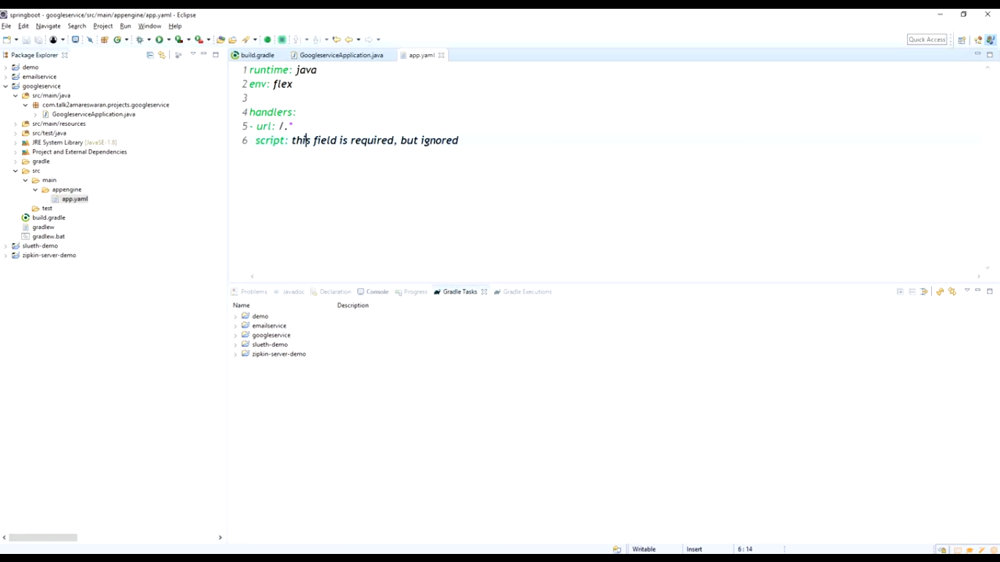 springboot - googleservice/src/main/appengine/app.yaml - Eclipse
File Edit Navigate Search Project Run Window Help
Quick Access
Package Explorer
build.gradle GoogleserviceApplication.java app.yaml
demo
emailservice
googleservice
src/main/java
com.talk2amareswaran.projects.googleservice
GoogleserviceApplication.java
src/main/resources
src/test/java
JRE System Library [JavaSE-1.8]
Project and External Dependencies
gradle
src
main
appengine
app.yaml
test
build.gradle
gradlew
gradlew.bat
slueth-demo
zipkin-server-demo
1 runtime: java
2 env: flex
3
4 handlers:
5 - url: /.*
6 script: this field is required, but ignored
Problems Javadoc Declaration Console Progress Gradle Tasks Gradle Executions
Name Description
demo
emailservice
googleservice
slueth-demo
zipkin-server-demo
Writable Insert 6 : 14